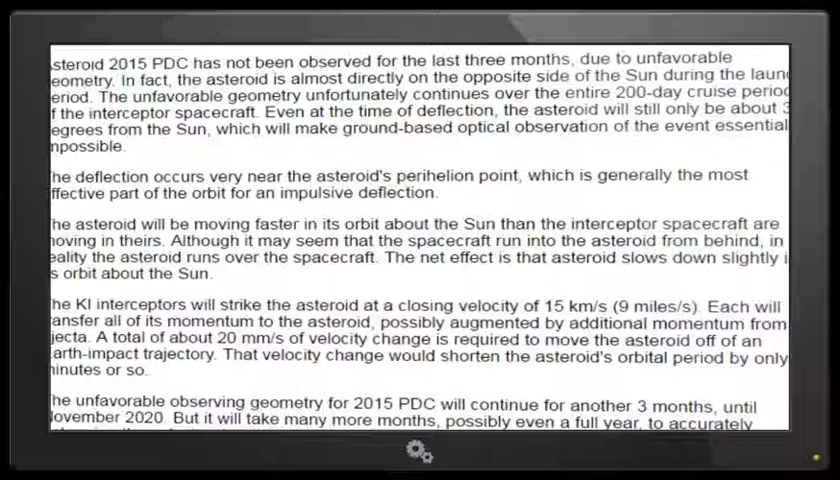 steroid 2015 PDC has not been observed for the last three months, due to unfavorable
eometry. In fact, the asteroid is almost directly on the opposite side of the Sun during the laun
eriod. The unfavorable geometry unfortunately continues over the entire 200-day cruise perio
f the interceptor spacecraft. Even at the time of deflection, the asteroid will still only be about 3
egrees from the Sun, which will make ground-based optical observation of the event essential
mpossible.
he deflection occurs very near the asteroid's perihelion point, which is generally the most
ffective part of the orbit for an impulsive deflection.
he asteroid will be moving faster in its orbit about the Sun than the interceptor spacecraft are
oving in theirs. Although it may seem that the spacecraft run into the asteroid from behind, in
eality the asteroid runs over the spacecraft. The net effect is that asteroid slows down slightly i
s orbit about the Sun.
he KI interceptors will strike the asteroid at a closing velocity of 15 km/s (9 miles/s). Each will
ansfer all of its momentum to the asteroid, possibly augmented by additional momentum from
jecta. A total of about 20 mm/s of velocity change is required to move the asteroid off of an
arth-impact trajectory. That velocity change would shorten the asteroid's orbital period by only
inutes or so.
he unfavorable observing geometry for 2015 PDC will continue for another 3 months, until
ovember 2020. But it will take many more months, possibly even a full year, to accurately